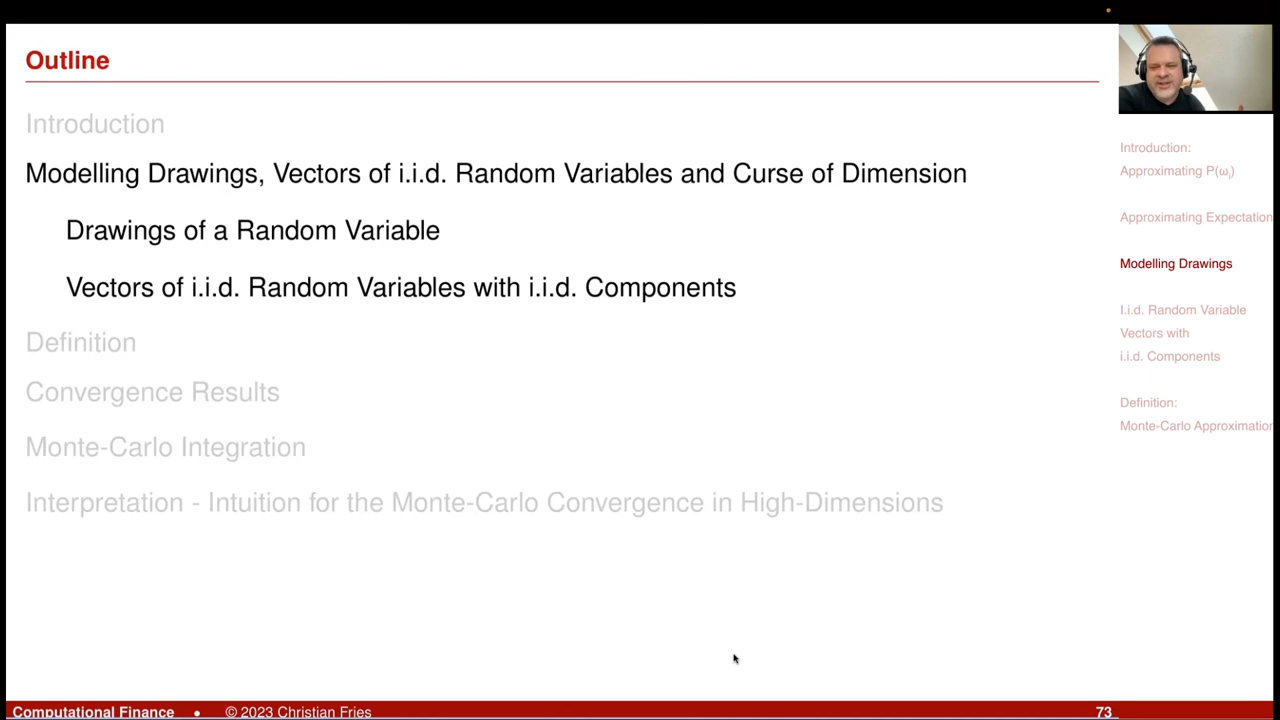 Outline
Introduction
Modelling Drawings, Vectors of i.i.d. Random Variables and Curse of Dimension
Drawings of a Random Variable
Vectors of i.i.d. Random Variables with i.i.d. Components
Definition
Convergence Results
Monte-Carlo Integration
Interpretation - Intuition for the Monte-Carlo Convergence in High-Dimensions
Introduction:
Approximating P(ωᵢ)
Approximating Expectation
Modelling Drawings
I.i.d. Random Variable
Vectors with
i.i.d. Components
Definition:
Monte-Carlo Approximation
Computational Finance • © 2023 Christian Fries 73